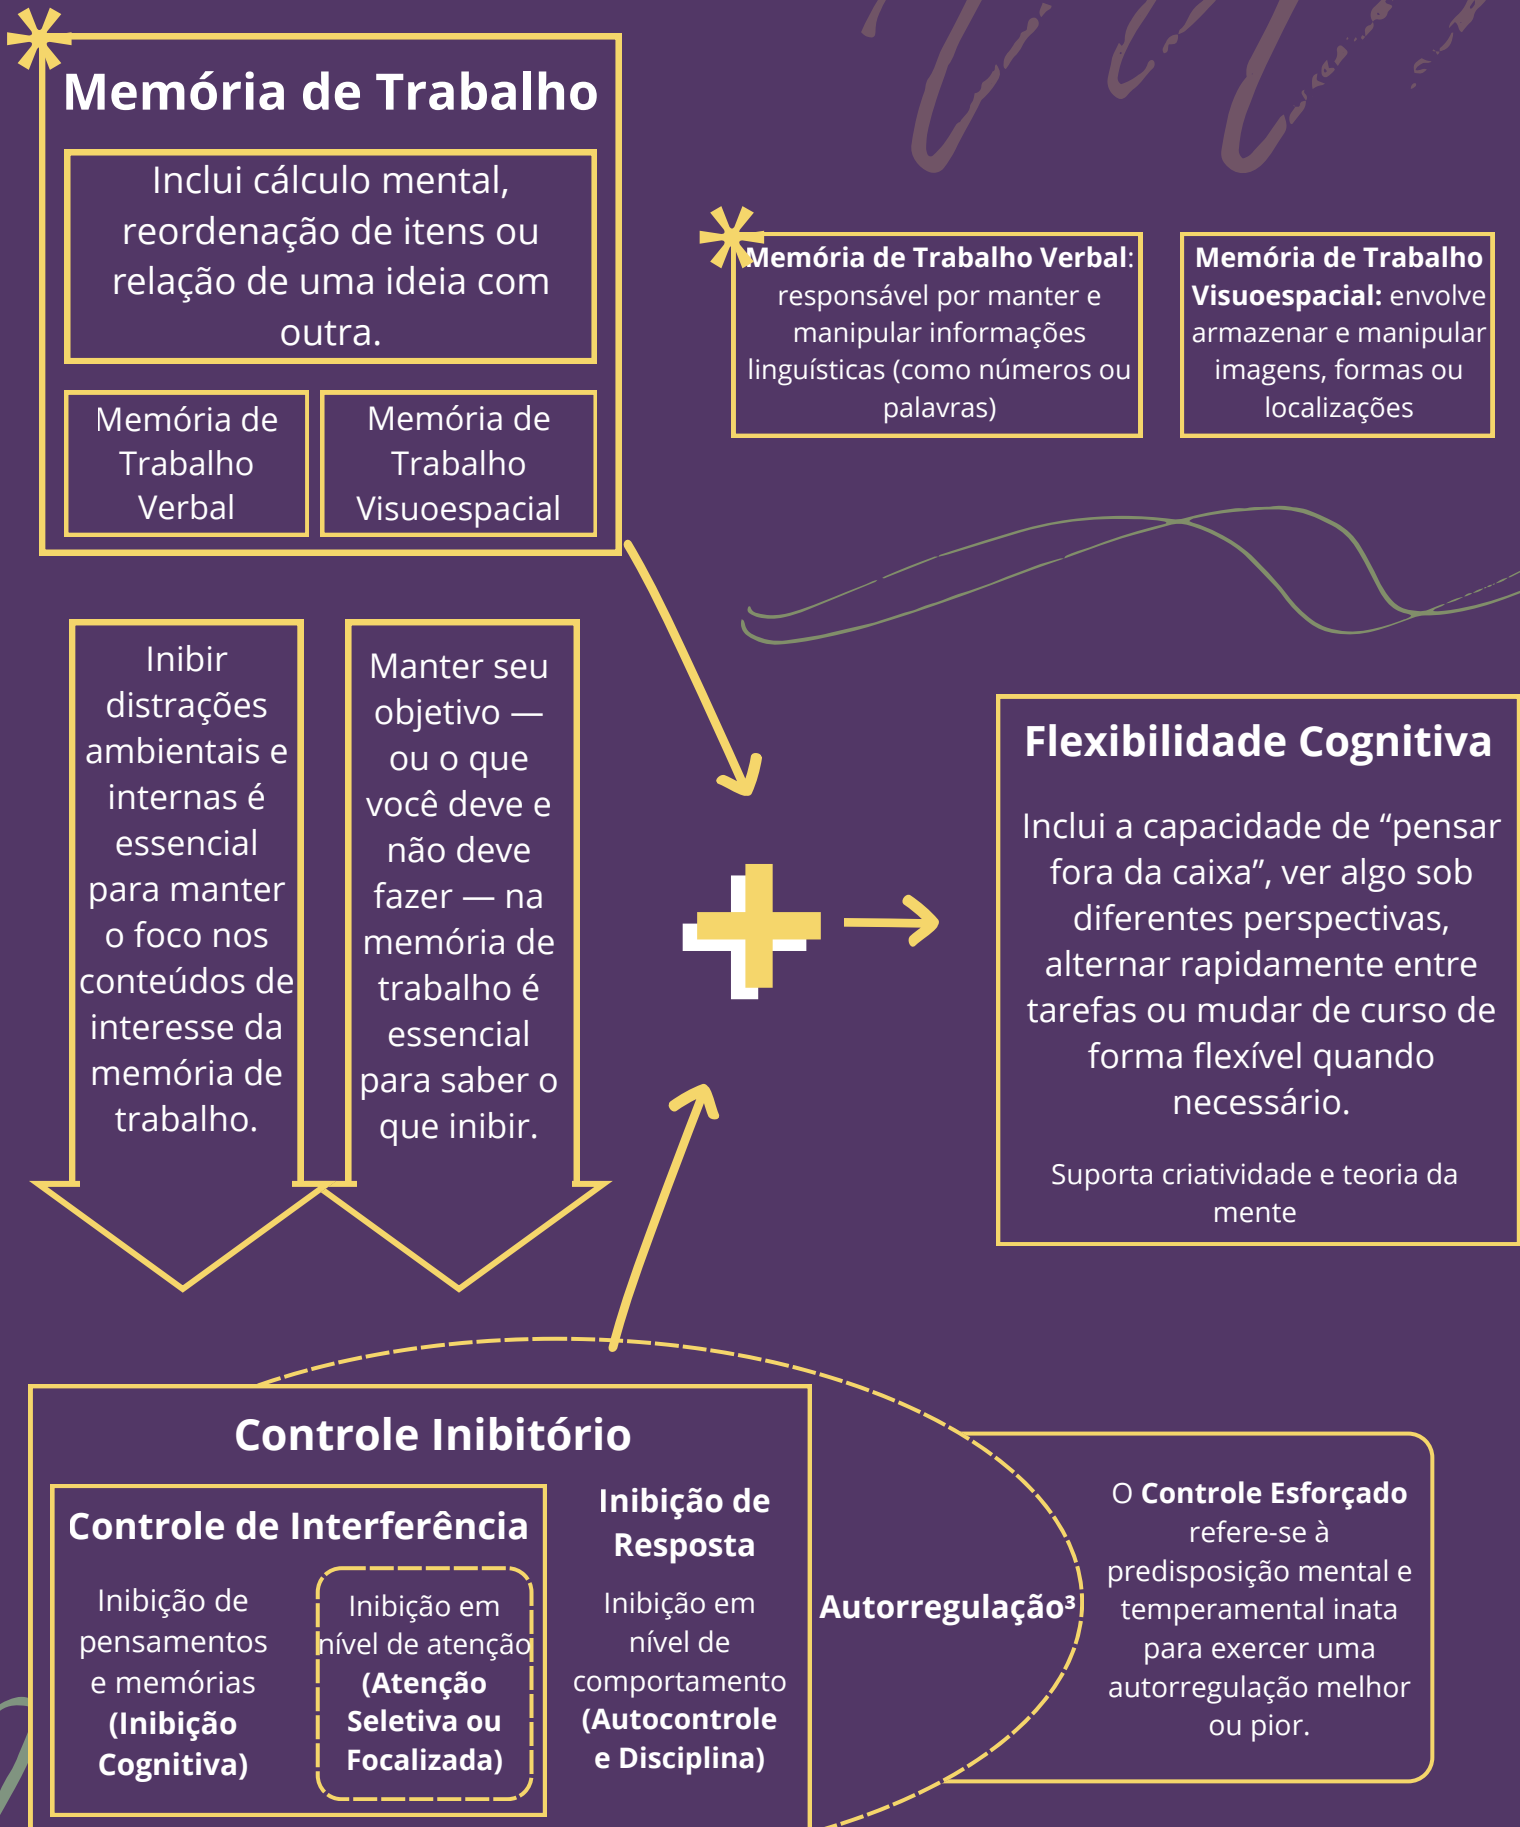 Memória de Trabalho
Inclui cálculo mental,
reordenação de itens ou
relação de uma ideia com
outra.
Memória de
Trabalho
Verbal
Memória de
Trabalho
Visuoespacial
Memória de Trabalho Verbal:
responsável por manter e
manipular informações
linguísticas (como números ou
palavras)
Memória de Trabalho
Visuoespacial: envolve
armazenar e manipular
imagens, formas ou
localizações
Inibir
distrações
ambientais e
internas é
essencial
para manter
o foco nos
conteúdos de
interesse da
memória de
trabalho.
Manter seu
objetivo —
ou o que
você deve e
não deve
fazer — na
memória de
trabalho é
essencial
para saber o
que inibir.
Flexibilidade Cognitiva
Inclui a capacidade de “pensar
fora da caixa”, ver algo sob
diferentes perspectivas,
alternar rapidamente entre
tarefas ou mudar de curso de
forma flexível quando
necessário.
Suporta criatividade e teoria da
mente
Controle Inibitório
Controle de Interferência
Inibição de
pensamentos
e memórias
(Inibição
Cognitiva)
Inibição em
nível de atenção
(Atenção
Seletiva ou
Focalizada)
Inibição de
Resposta
Inibição em
nível de
comportamento
(Autocontrole
e Disciplina)
Autorregulação³
O Controle Esforçado
refere-se à
predisposição mental e
temperamental inata
para exercer uma
autorregulação melhor
ou pior.